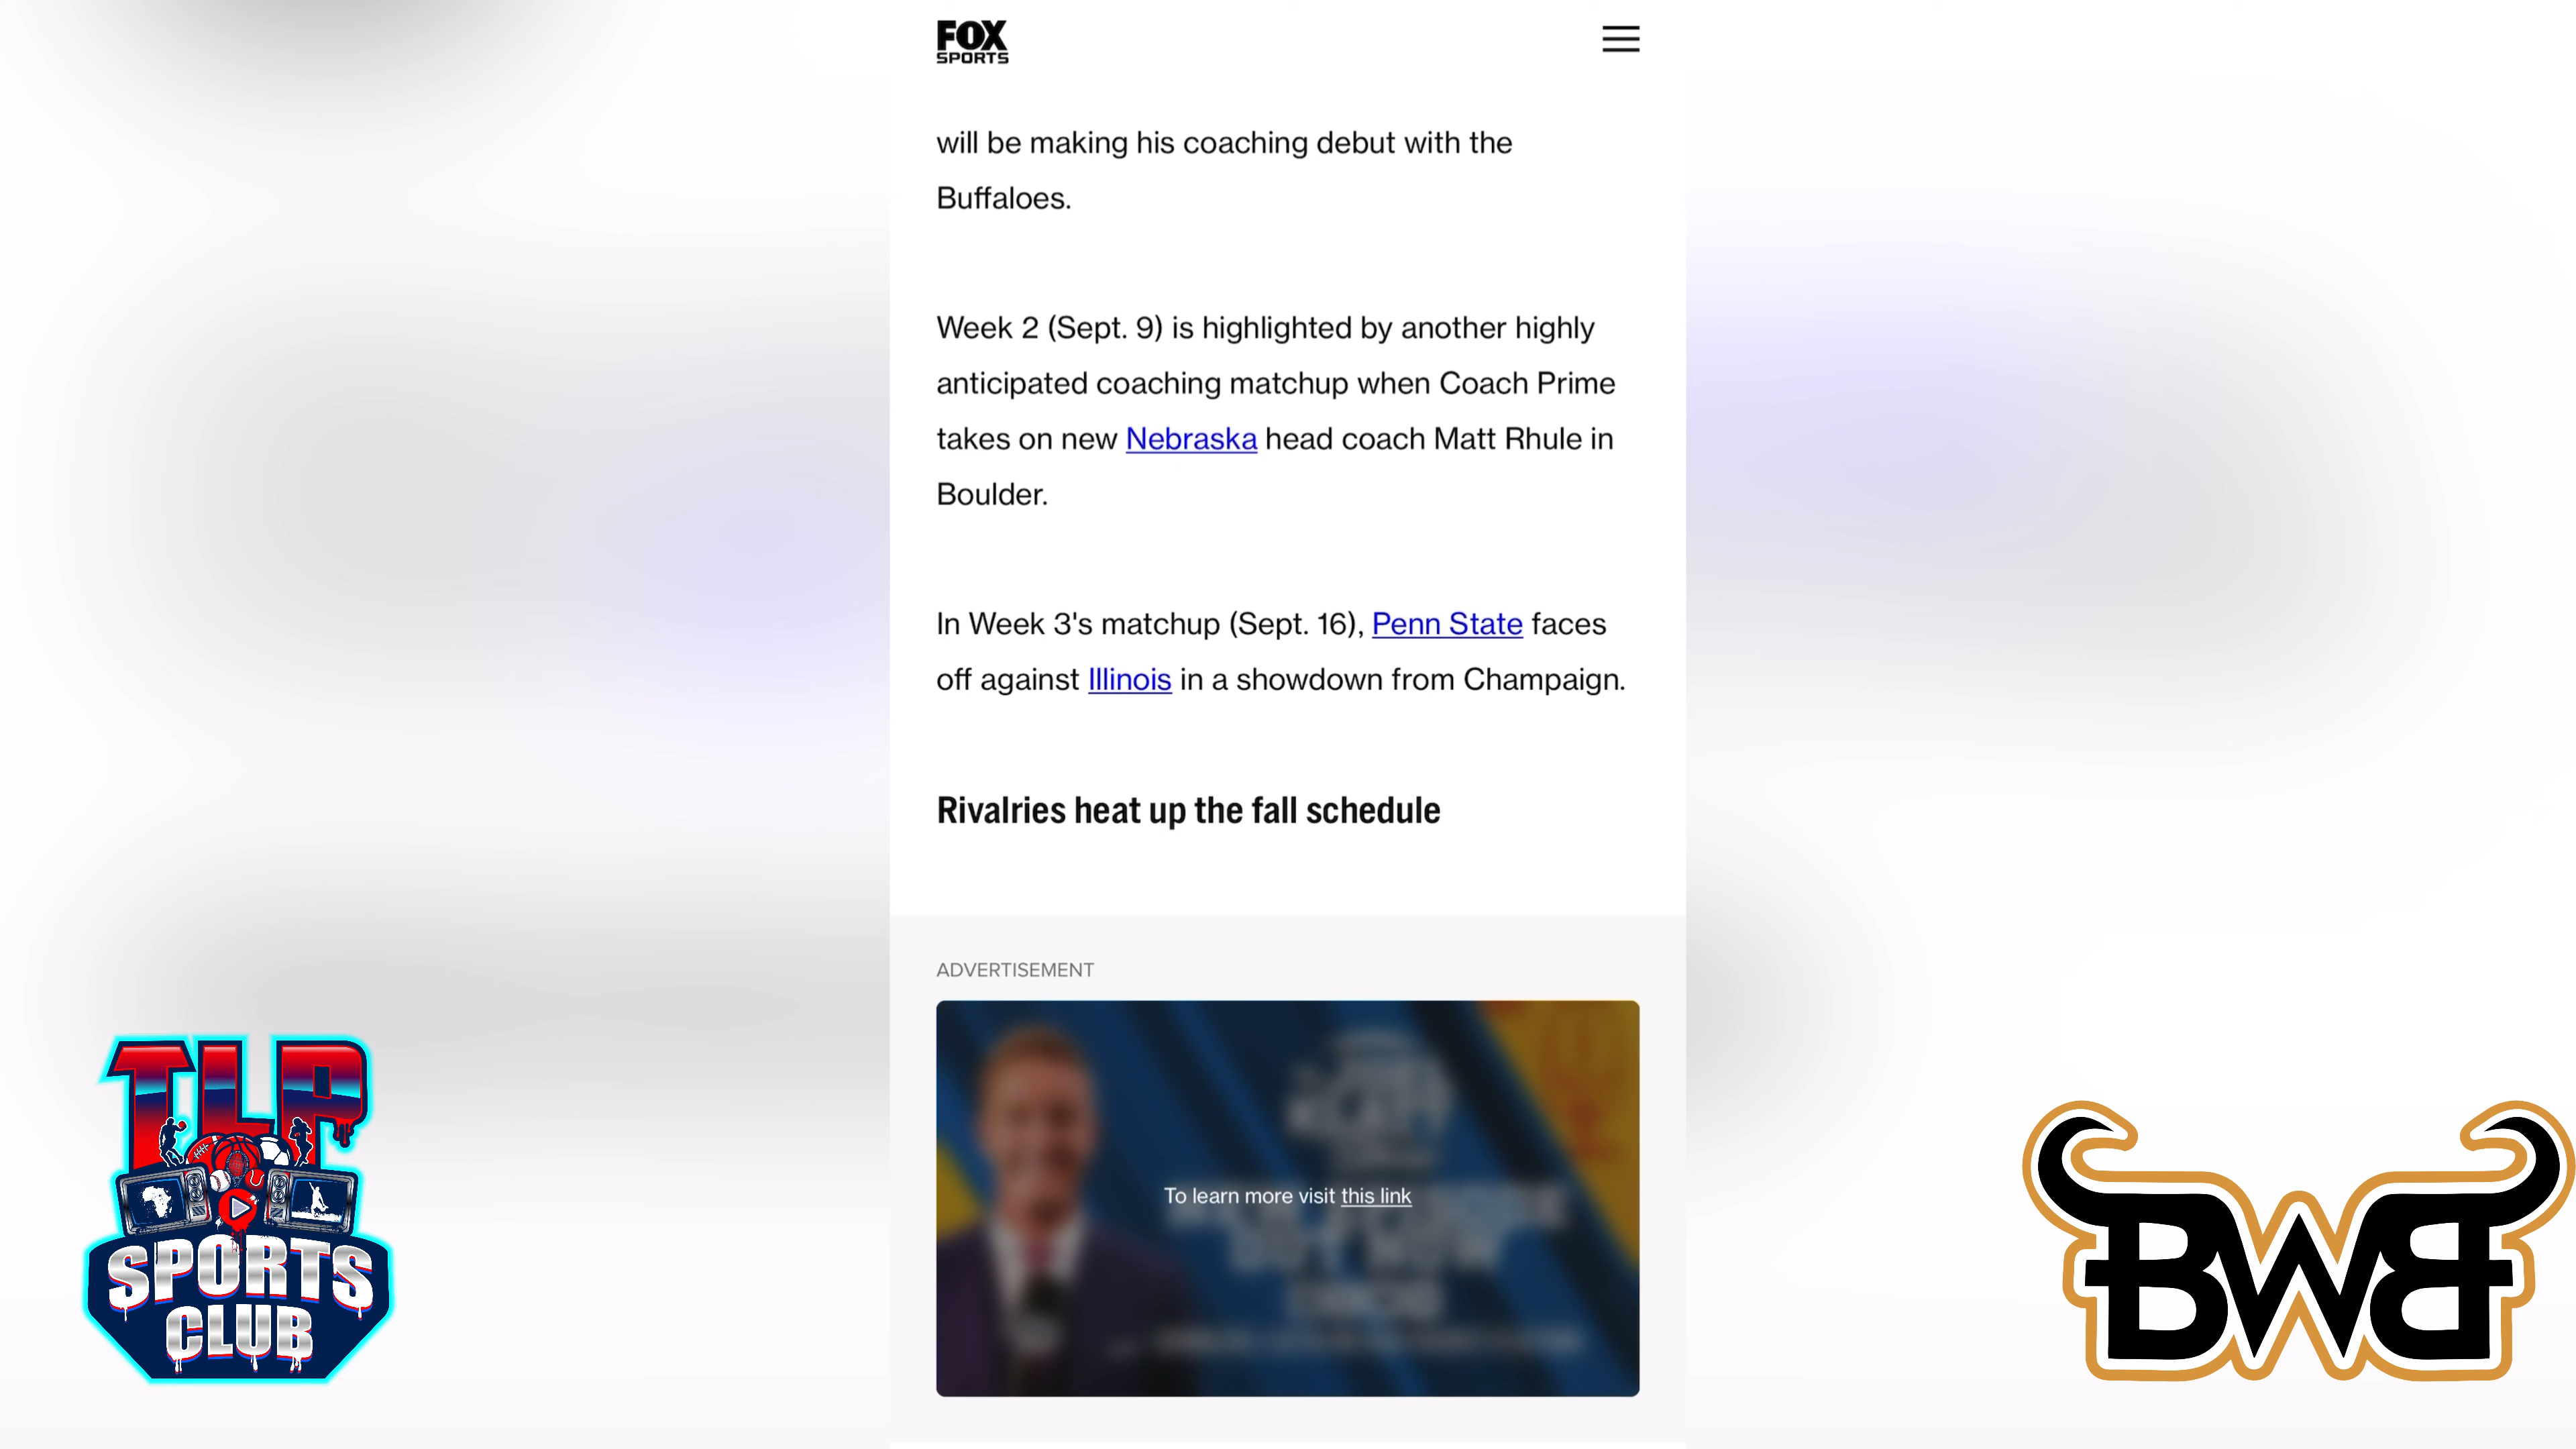 FOX
SPORTS
will be making his coaching debut with the
Buffaloes.
Week 2 (Sept. 9) is highlighted by another highly
anticipated coaching matchup when Coach Prime
takes on new Nebraska head coach Matt Rhule in
Boulder.
In Week 3's matchup (Sept. 16), Penn State faces
off against Illinois in a showdown from Champaign.
Rivalries heat up the fall schedule
ADVERTISEMENT
To learn more visit this link
TLP
SPORTS
CLUB
BWB